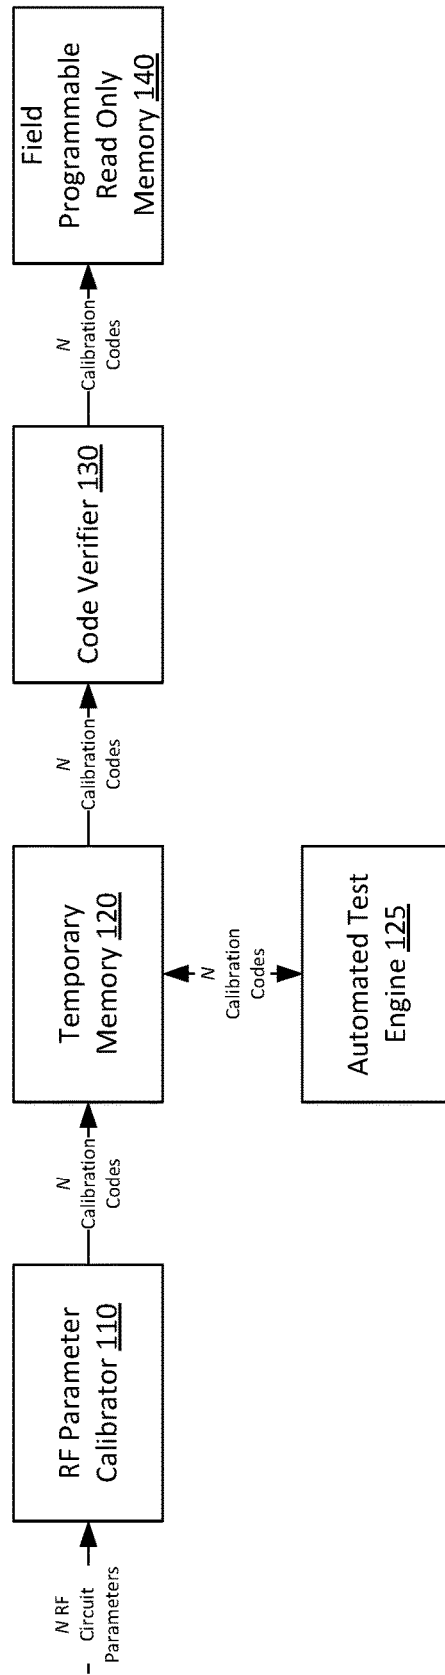 N RF
Circuit
Parameters
RF Parameter
Calibrator 110
N
Calibration
Codes
Temporary
Memory 120
N
Calibration
Codes
Automated Test
Engine 125
N
Calibration
Codes
Code Verifier 130
N
Calibration
Codes
Field
Programmable
Read Only
Memory 140